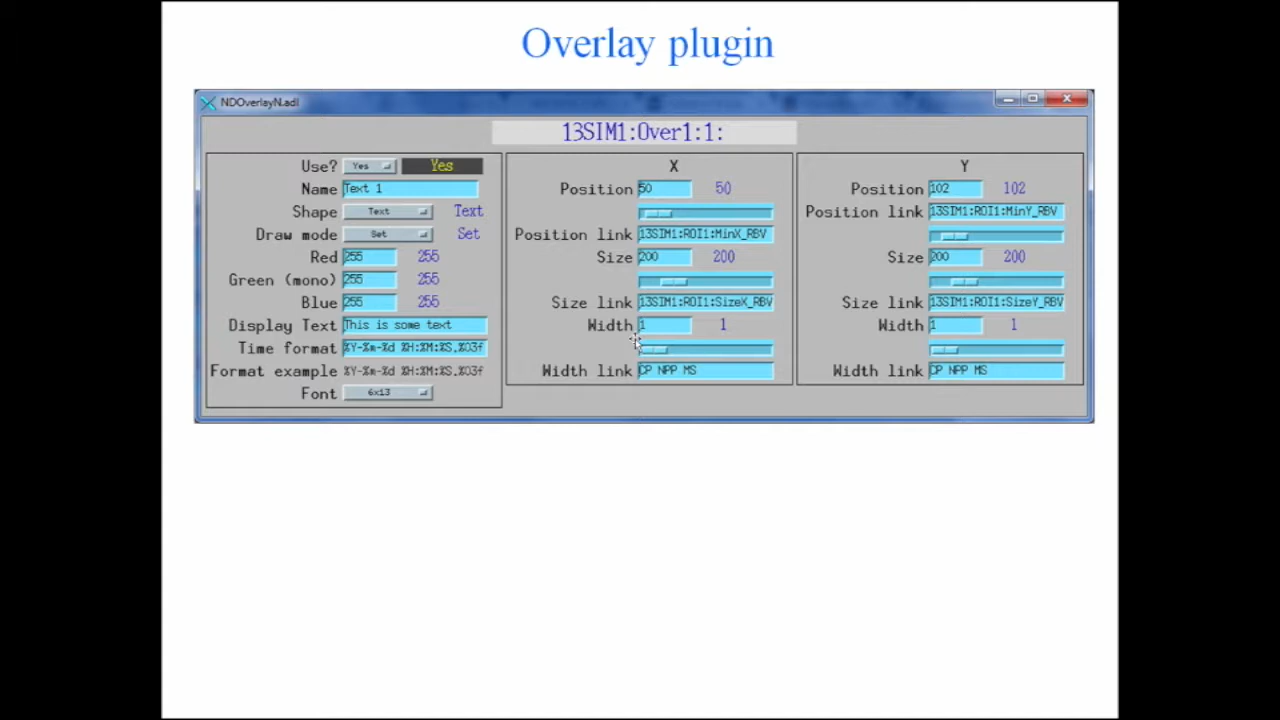 Overlay plugin
NDOverlayN.adl
13SIM1:Over1:1:
Use? Yes Yes
Name Text 1
Shape Text Text
Draw mode Set Set
Red 255 255
Green (mono) 255 255
Blue 255 255
Display Text This is some text
Time format %Y-%m-%d %H:%M:%S.%03f
Format example %Y-%m-%d %H:%M:%S.%03f
Font 6x13
X
Position 50 50
Position link 13SIM1:ROI1:MinX_RBV
Size 200 200
Size link 13SIM1:ROI1:SizeX_RBV
Width 1 1
Width link CP NPP MS
Y
Position 102 102
Position link 13SIM1:ROI1:MinY_RBV
Size 200 200
Size link 13SIM1:ROI1:SizeY_RBV
Width 1 1
Width link CP NPP MS